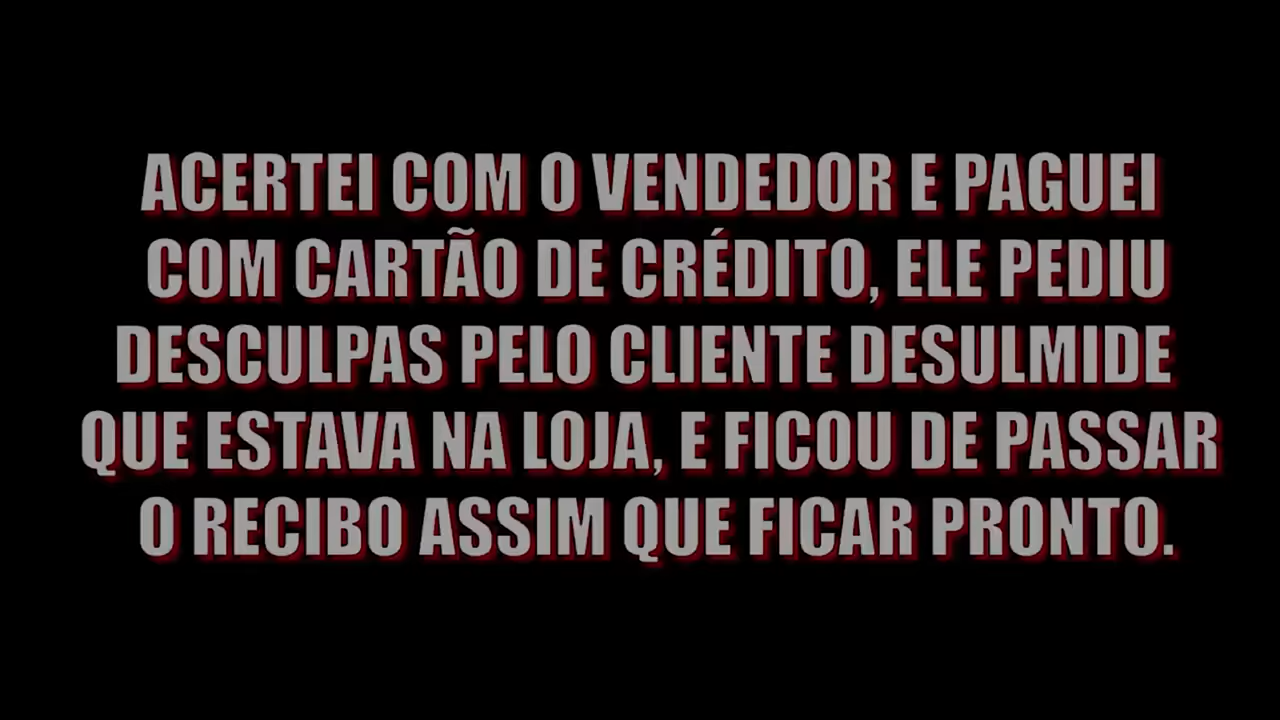 ACERTEI COM O VENDEDOR E PAGUEI
COM CARTÃO DE CRÉDITO, ELE PEDIU
DESCULPAS PELO CLIENTE DESULMIDE
QUE ESTAVA NA LOJA, E FICOU DE PASSAR
O RECIBO ASSIM QUE FICAR PRONTO.